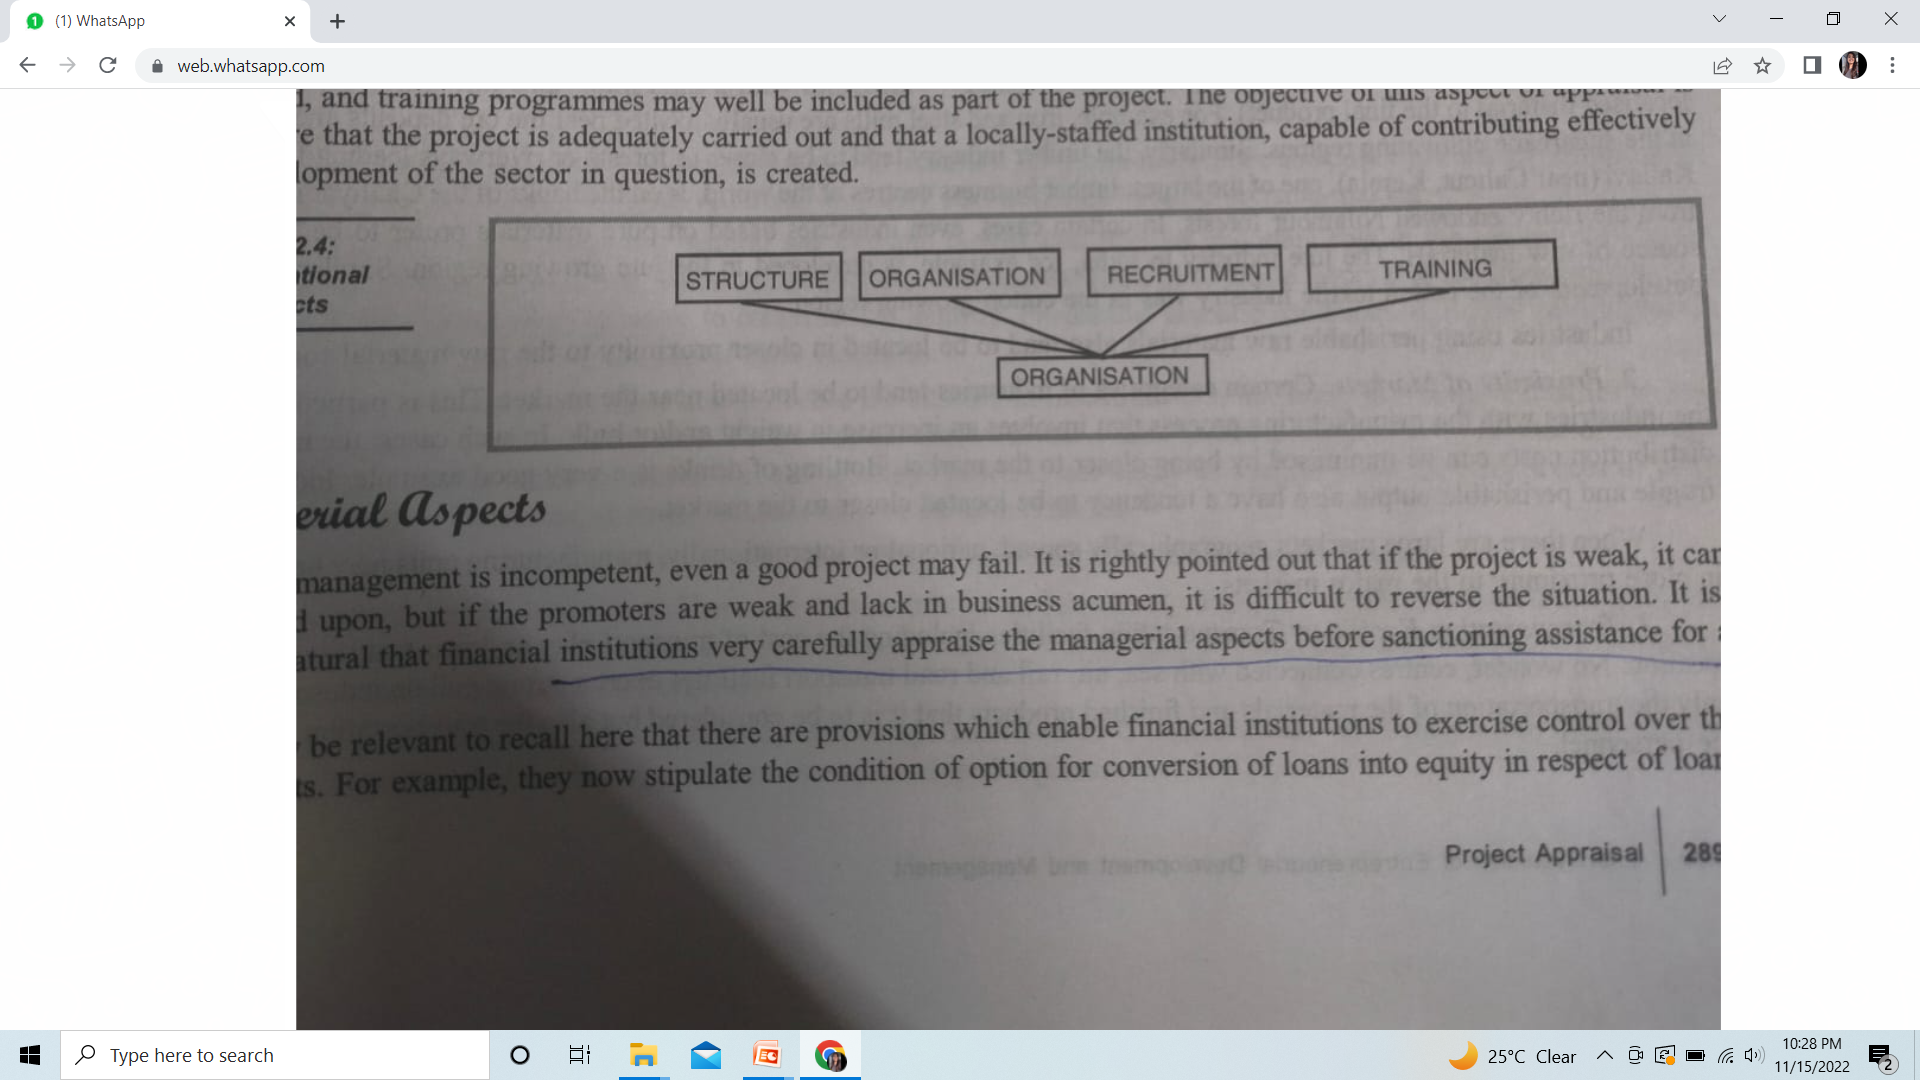 (1) WhatsApp
web.whatsapp.com
and training programmes may well be included as part of the project. The objective of this aspect of appraisal is
e that the project is adequately carried out and that a locally-staffed institution, capable of contributing effectively
lopment of the sector in question, is created.
2.4:
tional
cts
STRUCTURE ORGANISATION RECRUITMENT TRAINING
ORGANISATION
erial Aspects
management is incompetent, even a good project may fail. It is rightly pointed out that if the project is weak, it can
d upon, but if the promoters are weak and lack in business acumen, it is difficult to reverse the situation. It is
atural that financial institutions very carefully appraise the managerial aspects before sanctioning assistance for
be relevant to recall here that there are provisions which enable financial institutions to exercise control over th
ts. For example, they now stipulate the condition of option for conversion of loans into equity in respect of loan
Project Appraisal 289
Type here to search
25°C Clear
10:28 PM
11/15/2022
2